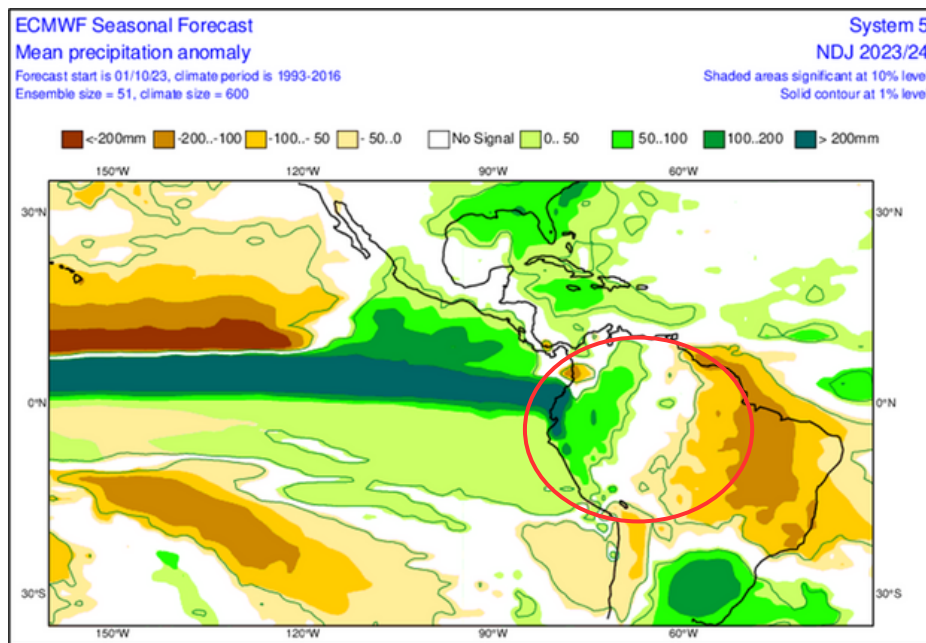 ECMWF Seasonal Forecast
System 5
Mean precipitation anomaly
NDJ 2023/24
Forecast start is 01/10/23, climate period is 1993-2016
Shaded areas significant at 10% leve
Ensemble size = 51, climate size = 600
Solid contour at 1% leve
<-200mm -200..-100 -100..- 50 - 50..0 No Signal 0.. 50 50..100 100..200 > 200mm
150°W 120°W 90°W 60°W
30°N 30°N
0°N 0°N
30°S 30°S
150°W 120°W 90°W 60°W